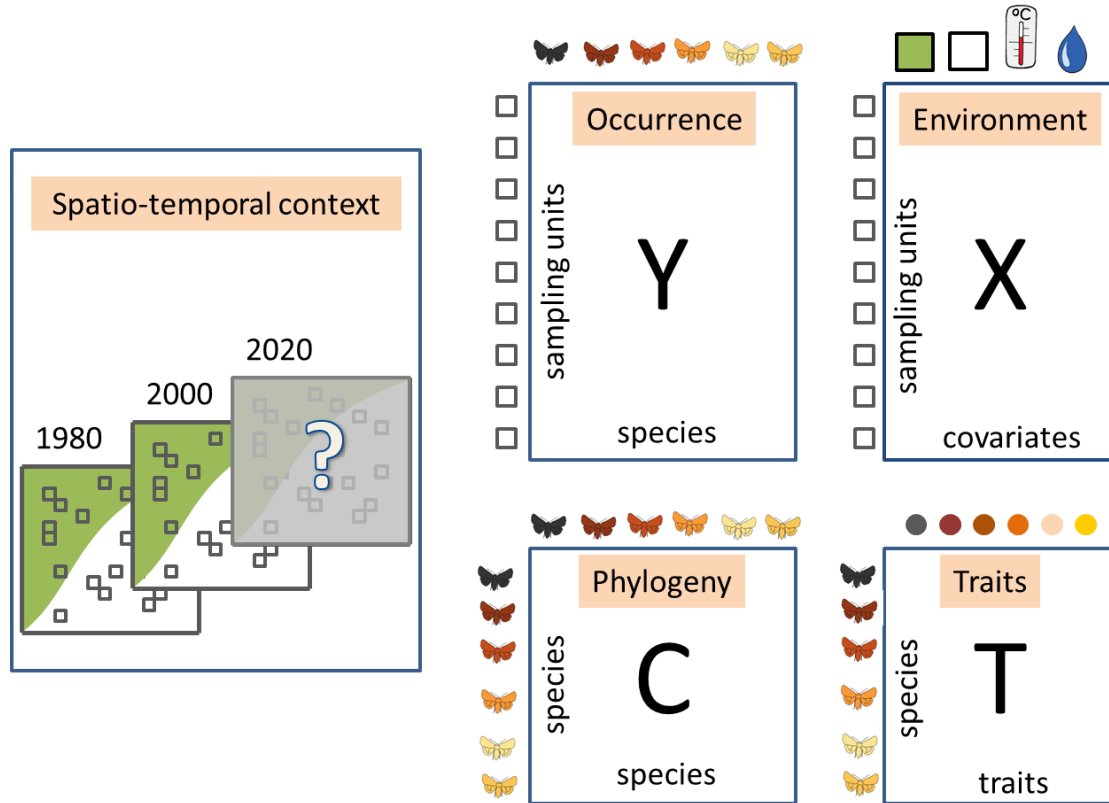 Spatio-temporal context
1980
2000
2020
?
Occurrence
Y
sampling units
species
°C
Environment
X
sampling units
covariates
Phylogeny
C
species
species
Traits
T
species
traits